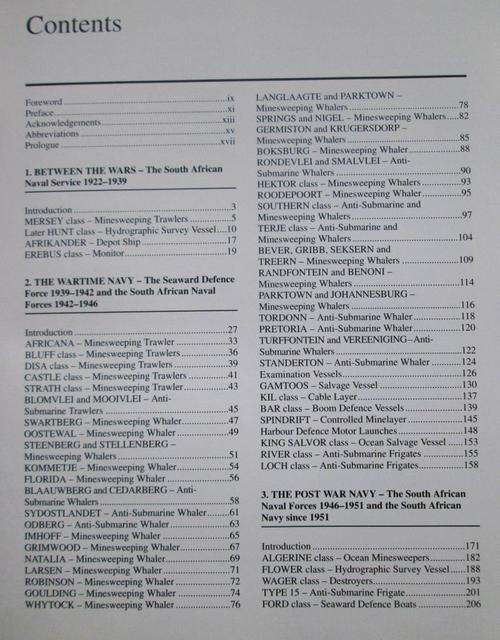 Contents
Foreword ........ ix
Preface ........ xi
Acknowledgements ........ xiii
Abbreviations ........ xv
Prologue ........ xvii
1. BETWEEN THE WARS – The South African
Naval Service 1922–1939
Introduction ........ 3
MERSEY class – Minesweeping Trawlers ........ 5
Later HUNT class – Hydrographic Survey Vessel .... 10
AFRIKANDER – Depot Ship ........ 17
EREBUS class – Monitor ........ 19
2. THE WARTIME NAVY – The Seaward Defence
Force 1939–1942 and the South African Naval
Forces 1942–1946
Introduction ........ 27
AFRICANA – Minesweeping Trawler ........ 33
BLUFF class – Minesweeping Trawlers ........ 36
DISA class – Minesweeping Trawlers ........ 39
CASTLE class – Minesweeping Trawlers ........ 41
STRATH class – Minesweeping Trawler ........ 43
BLOMVLEI and MOOIVLEI – Anti-
Submarine Trawlers ........ 45
SWARTBERG – Minesweeping Whaler ........ 47
OOSTEWAL – Minesweeping Whaler ........ 49
STEENBERG and STELLENBERG –
Minesweeping Whalers ........ 51
KOMMETJE – Minesweeping Whaler ........ 54
FLORIDA – Minesweeping Whaler ........ 56
BLAAUWBERG and CEDARBERG – Anti-
Submarine Whalers ........ 58
SYDOSTLANDET – Anti-Submarine Whaler ........ 61
ODBERG – Anti-Submarine Whaler ........ 63
IMHOFF – Minesweeping Whaler ........ 65
GRIMWOOD – Minesweeping Whaler ........ 67
NATALIA – Minesweeping Whaler ........ 69
LARSEN – Minesweeping Whaler ........ 71
ROBINSON – Minesweeping Whaler ........ 72
GOULDING – Minesweeping Whaler ........ 74
WHYTOCK – Minesweeping Whaler ........ 76
LANGLAAGTE and PARKTOWN –
Minesweeping Whalers ........ 78
SPRINGS and NIGEL – Minesweeping Whalers ..... 82
GERMISTON and KRUGERSDORP –
Minesweeping Whalers ........ 85
BOKSBURG – Minesweeping Whaler ........ 88
RONDEVLEI and SMALVLEI – Anti-
Submarine Whalers ........ 90
HEKTOR class – Minesweeping Whalers ........ 93
ROODEPOORT – Minesweeping Whaler ........ 95
SOUTHERN class – Anti-Submarine and
Minesweeping Whalers ........ 97
TERJE class – Anti-Submarine and
Minesweeping Whalers ........ 104
BEVER, GRIBB, SEKSERN and
TREERN – Minesweeping Whalers ........ 109
RANDFONTEIN and BENONI –
Minesweeping Whalers ........ 114
PARKTOWN and JOHANNESBURG –
Minesweeping Whalers ........ 116
TORDONN – Anti-Submarine Whaler ........ 118
PRETORIA – Anti-Submarine Whaler ........ 120
TURFFONTEIN and VEREENIGING–Anti-
Submarine Whalers ........ 122
STANDERTON – Anti-Submarine Whaler ........ 124
Examination Vessels ........ 126
GAMTOOS – Salvage Vessel ........ 130
KIL class – Cable Layer ........ 137
BAR class – Boom Defence Vessels ........ 139
SPINDRIFT – Controlled Minelayer ........ 145
Harbour Defence Motor Launches ........ 148
KING SALVOR class – Ocean Salvage Vessel ..... 153
RIVER class – Anti-Submarine Frigates ........ 155
LOCH class – Anti-Submarine Frigates ........ 158
3. THE POST WAR NAVY – The South African
Naval Forces 1946–1951 and the South African
Navy since 1951
Introduction ........ 171
ALGERINE class – Ocean Minesweepers ........ 182
FLOWER class – Hydrographic Survey Vessel ...... 188
WAGER class – Destroyers ........ 193
TYPE 15 – Anti-Submarine Frigate ........ 201
FORD class – Seaward Defence Boats ........ 206